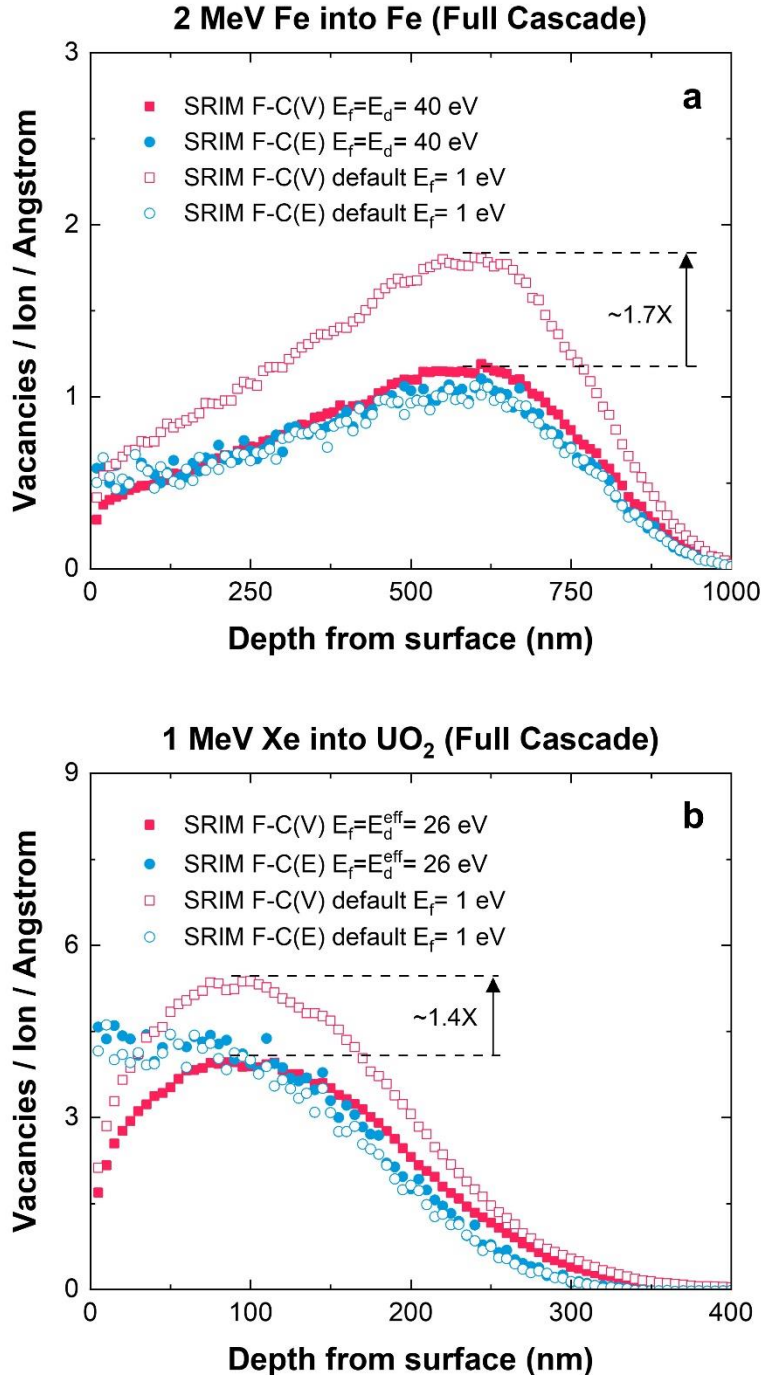 2 MeV Fe into Fe (Full Cascade)
3
a
SRIM F-C(V) E_f=E_d= 40 eV
SRIM F-C(E) E_f=E_d= 40 eV
SRIM F-C(V) default E_f= 1 eV
SRIM F-C(E) default E_f= 1 eV
2
~1.7X
1
0
Vacancies / Ion / Angstrom
0 250 500 750 1000
Depth from surface (nm)
1 MeV Xe into UO₂ (Full Cascade)
9
b
SRIM F-C(V) E_f=E_d^eff= 26 eV
SRIM F-C(E) E_f=E_d^eff= 26 eV
SRIM F-C(V) default E_f= 1 eV
SRIM F-C(E) default E_f= 1 eV
6
~1.4X
3
0
Vacancies / Ion / Angstrom
0 100 200 300 400
Depth from surface (nm)